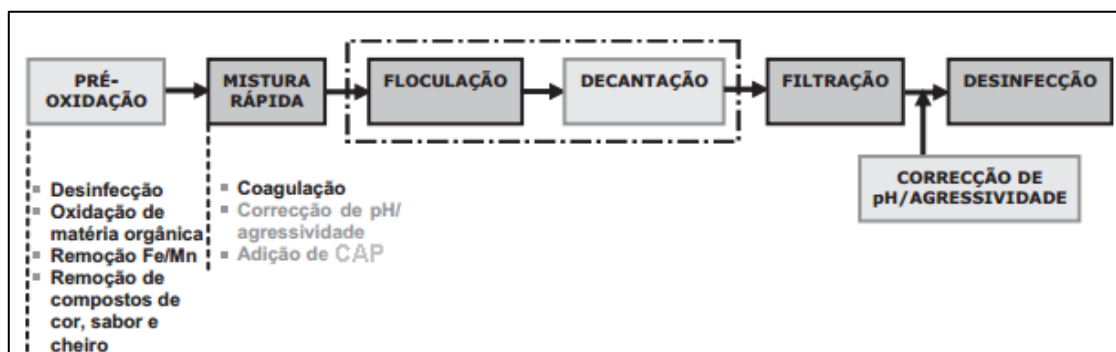 PRÉ-
OXIDAÇÃO
MISTURA
RÁPIDA
FLOCULAÇÃO
DECANTAÇÃO
FILTRAÇÃO
DESINFECÇÃO
CORRECÇÃO DE
pH/AGRESSIVIDADE
▪ Desinfecção
▪ Oxidação de
matéria orgânica
▪ Remoção Fe/Mn
▪ Remoção de
compostos de
cor, sabor e
cheiro
▪ Coagulação
▪ Correcção de pH/
agressividade
▪ Adição de CAP